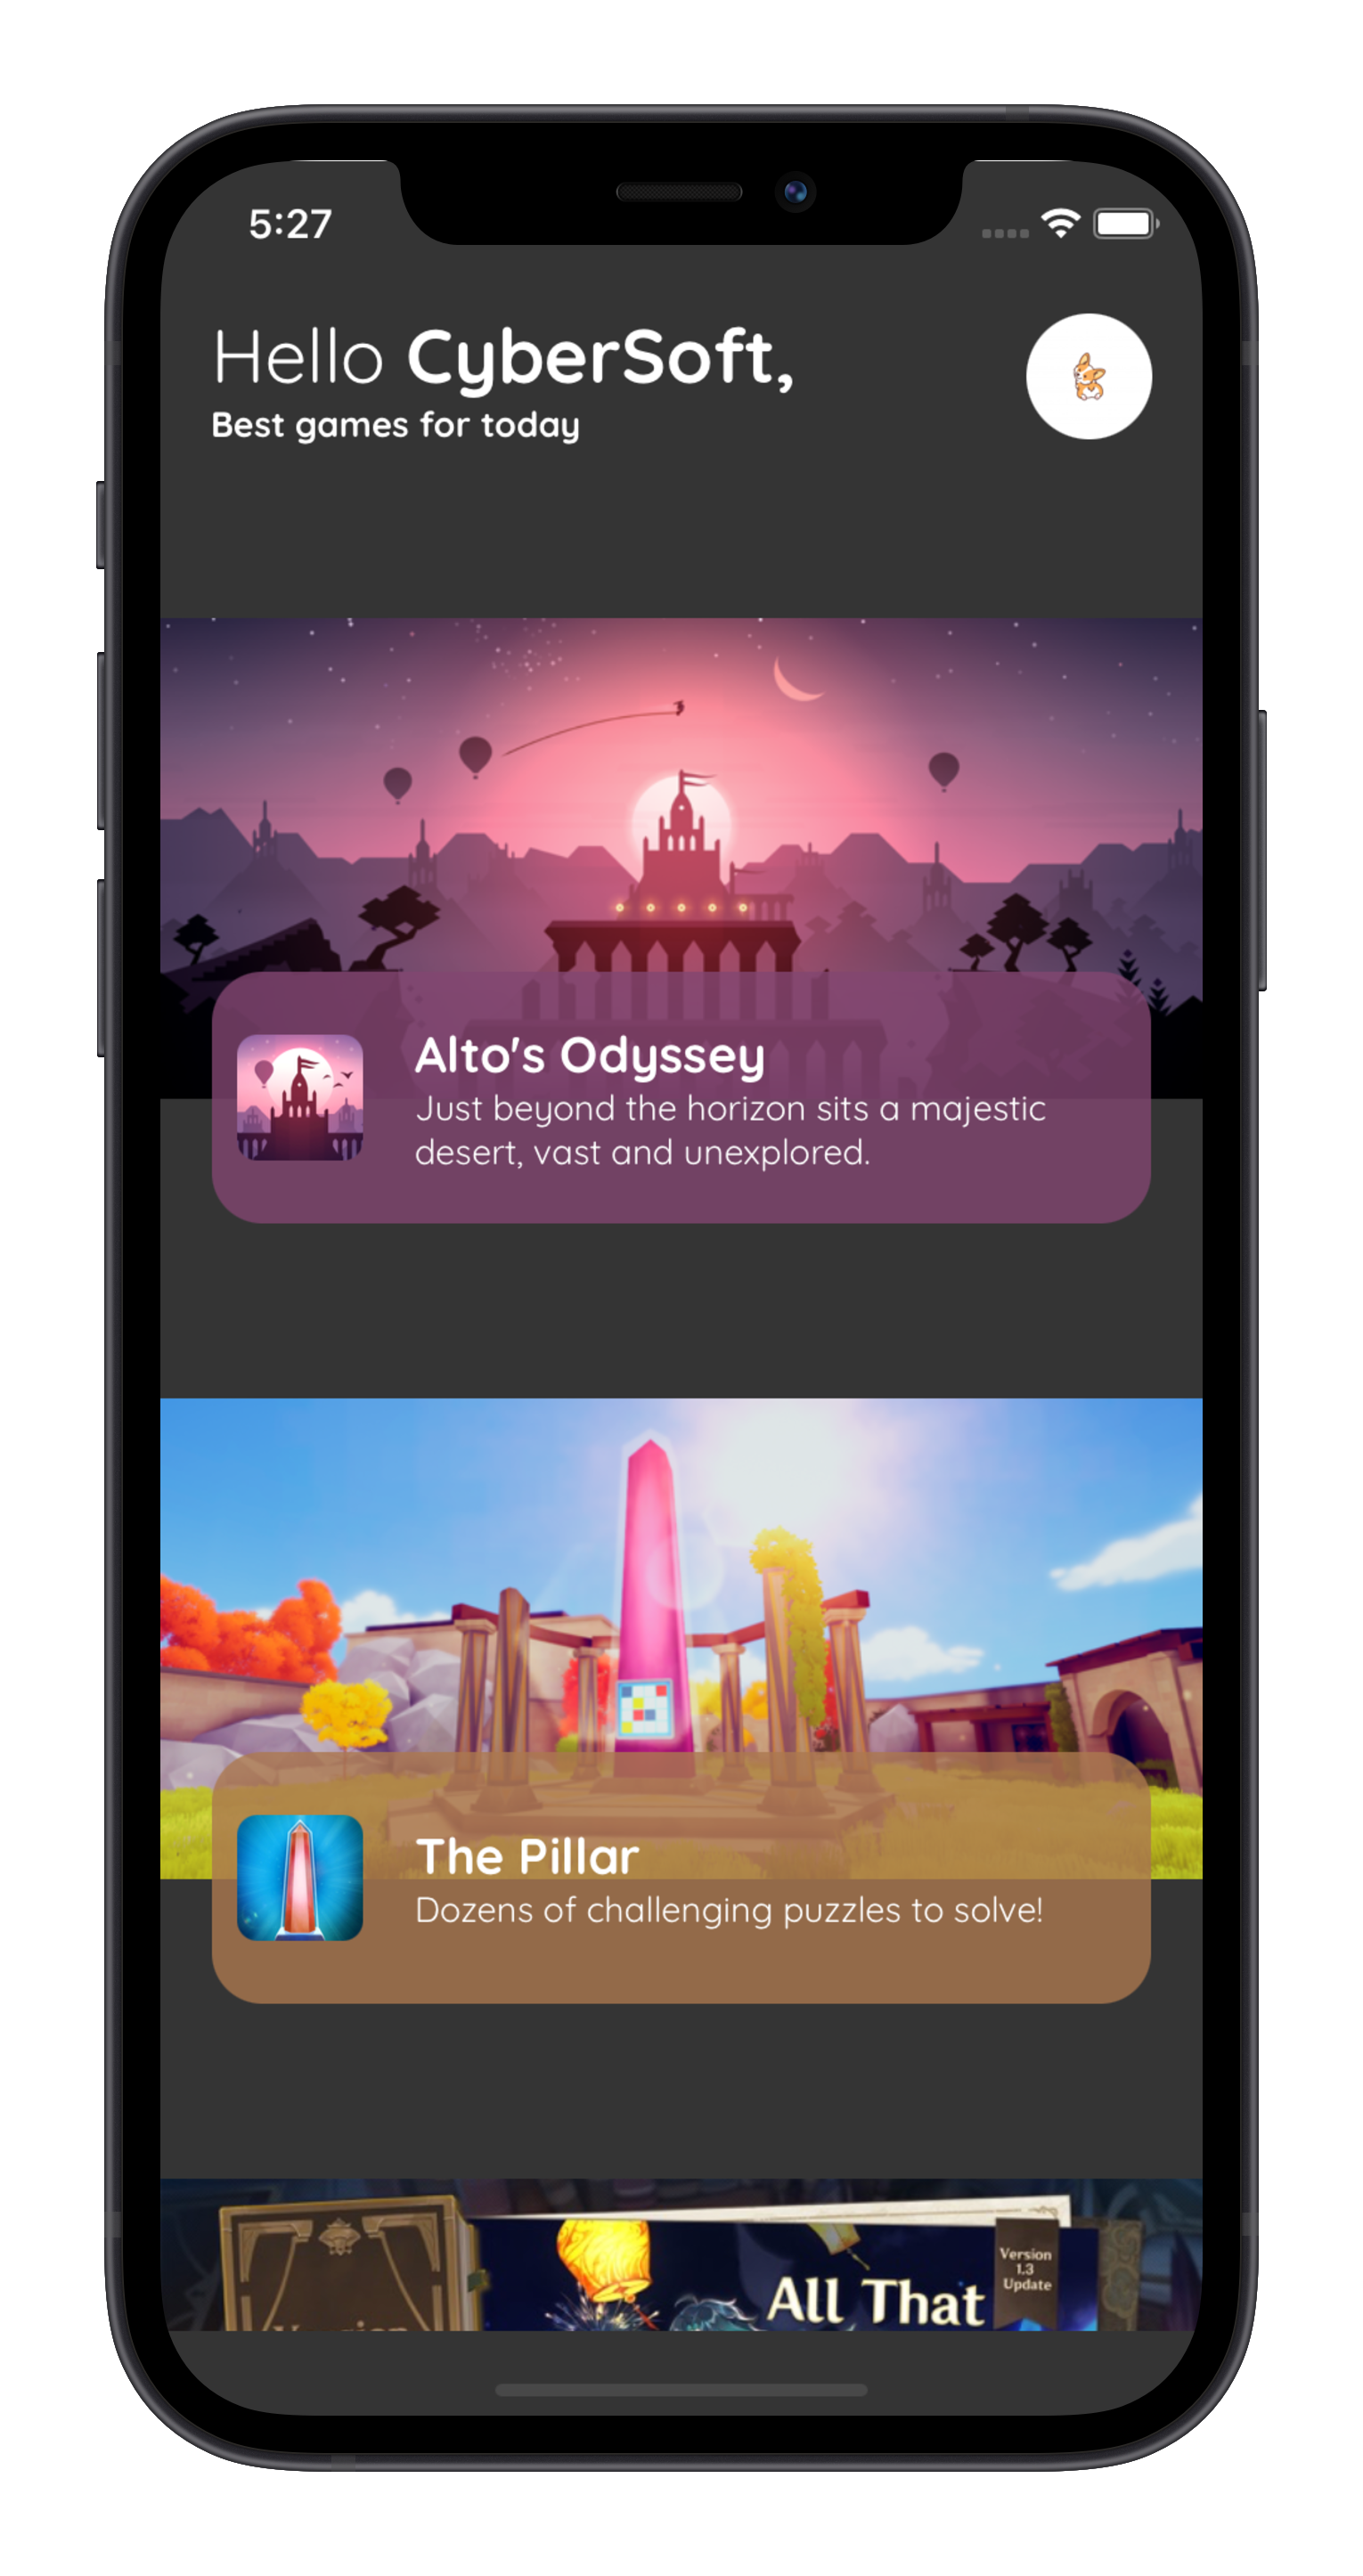 5:27
Hello CyberSoft,
Best games for today
Alto's Odyssey
Just beyond the horizon sits a majestic
desert, vast and unexplored.
The Pillar
Dozens of challenging puzzles to solve!
Version
1.3
Update
All That